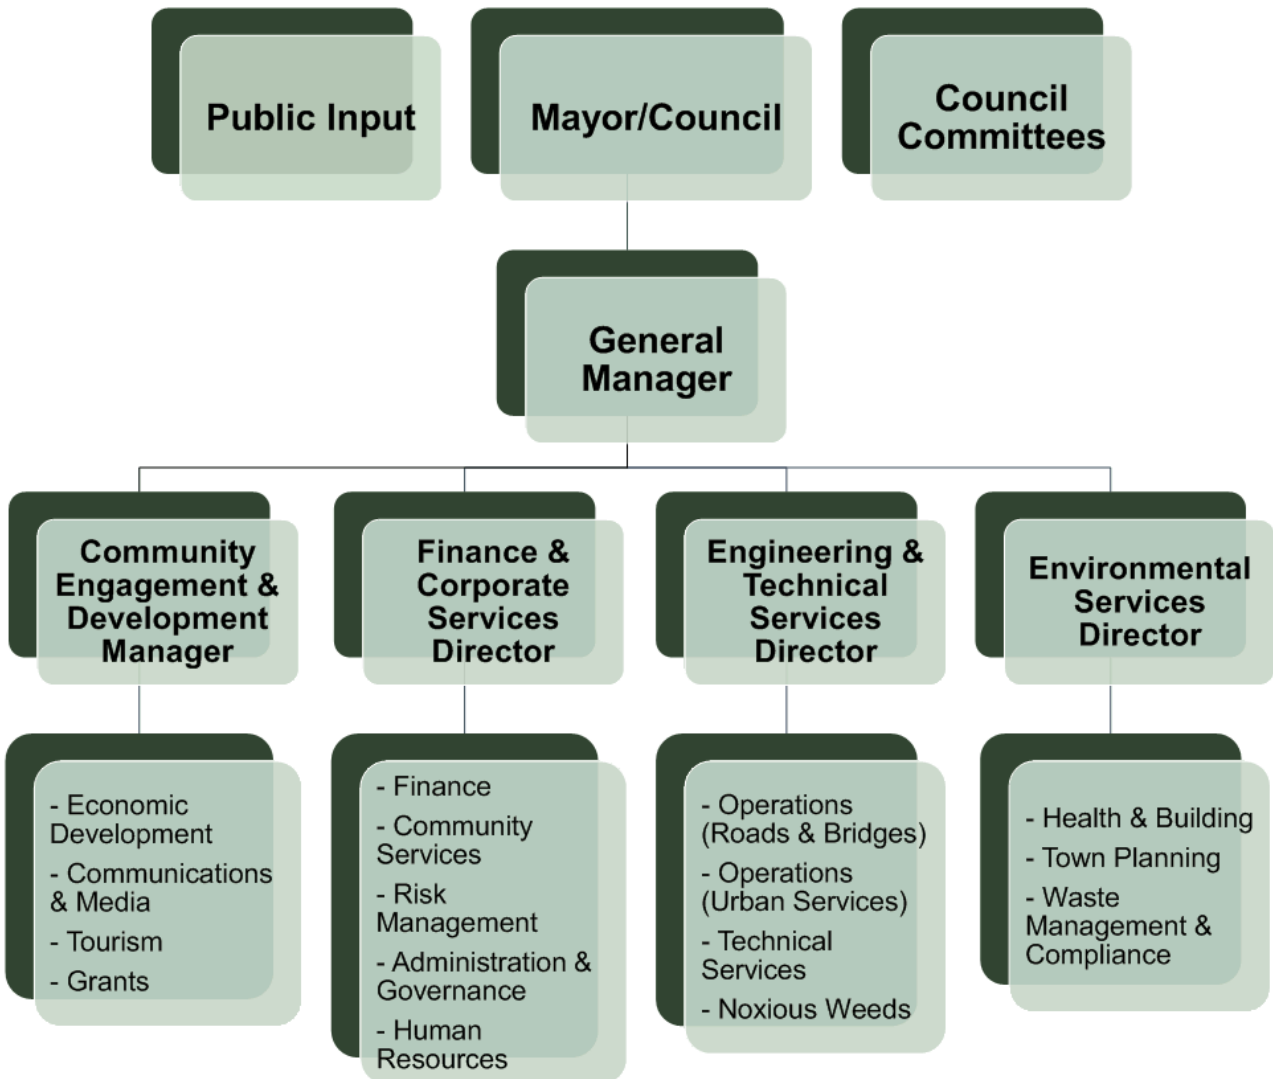 Public Input
Mayor/Council
Council
Committees
General
Manager
Community
Engagement &
Development
Manager
Finance &
Corporate
Services
Director
Engineering &
Technical
Services
Director
Environmental
Services
Director
- Economic
Development
- Communications
& Media
- Tourism
- Grants
- Finance
- Community
Services
- Risk
Management
- Administration &
Governance
- Human
Resources
- Operations
(Roads & Bridges)
- Operations
(Urban Services)
- Technical
Services
- Noxious Weeds
- Health & Building
- Town Planning
- Waste
Management &
Compliance